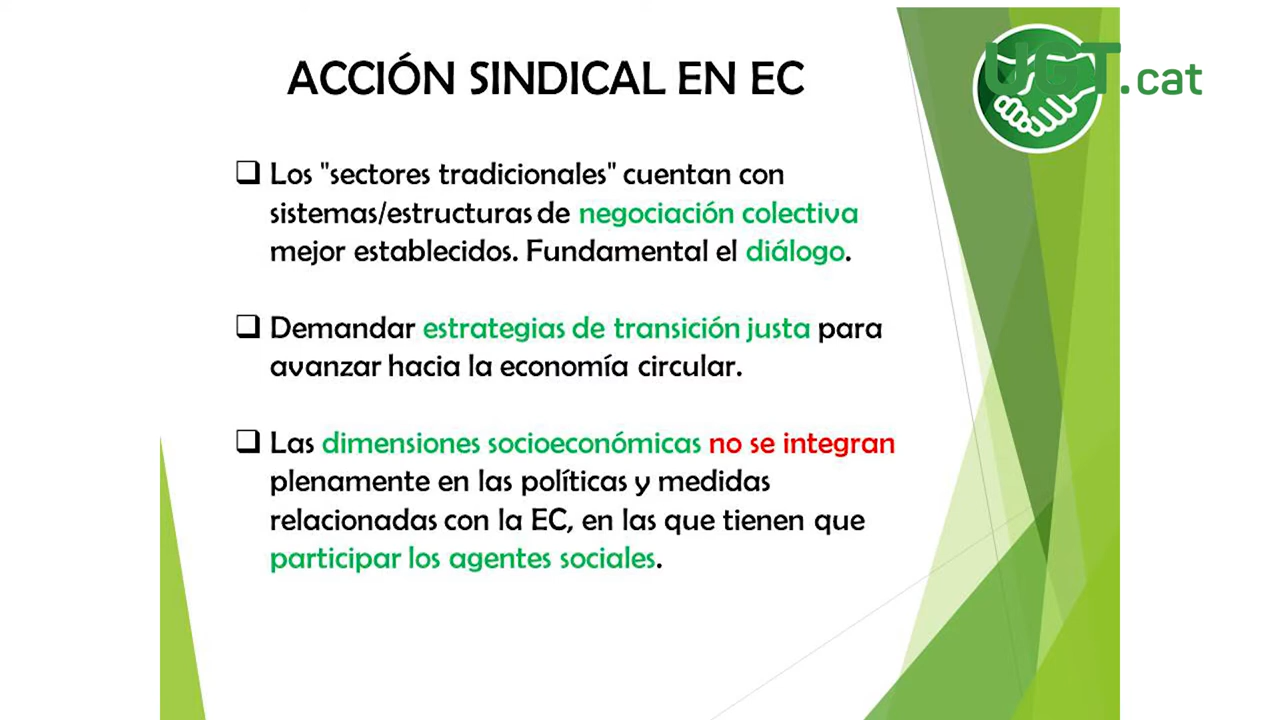 ACCIÓN SINDICAL EN EC
UGT.cat
Los "sectores tradicionales" cuentan con
sistemas/estructuras de negociación colectiva
mejor establecidos. Fundamental el diálogo.
Demandar estrategias de transición justa para
avanzar hacia la economía circular.
Las dimensiones socioeconómicas no se integran
plenamente en las políticas y medidas
relacionadas con la EC, en las que tienen que
participar los agentes sociales.